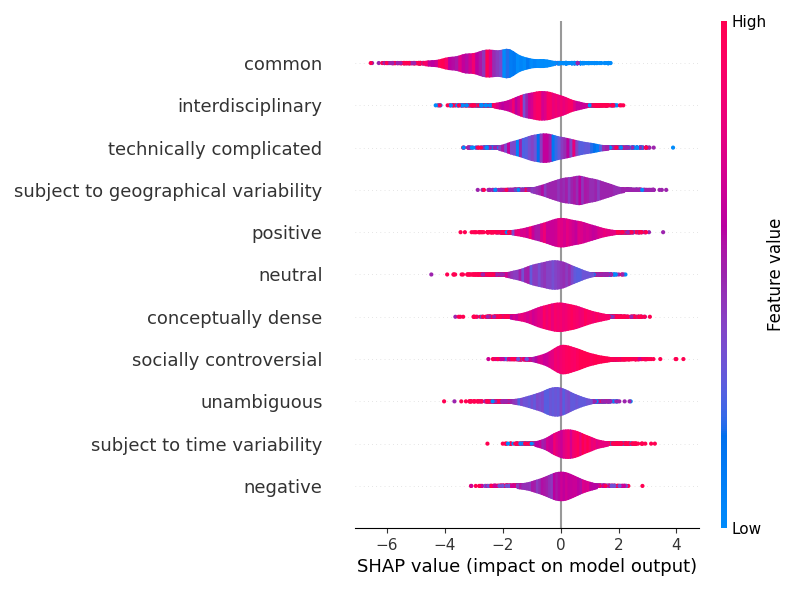 High
common
interdisciplinary
technically complicated
subject to geographical variability
positive
neutral
conceptually dense
socially controversial
unambiguous
subject to time variability
negative
Feature value
Low
−6 −4 −2 0 2 4
SHAP value (impact on model output)